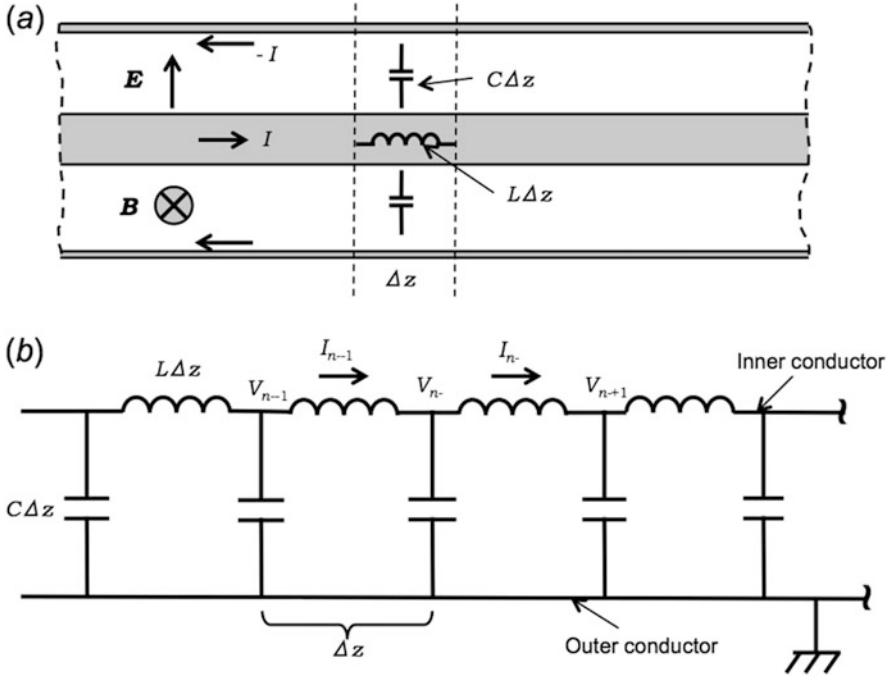 (a)
- I
E
CΔz
I
B
LΔz
Δz
(b)
I_{n-1}
I_{n-}
Inner conductor
LΔz
V_{n-1}
V_{n-}
V_{n+1}
CΔz
Δz
Outer conductor